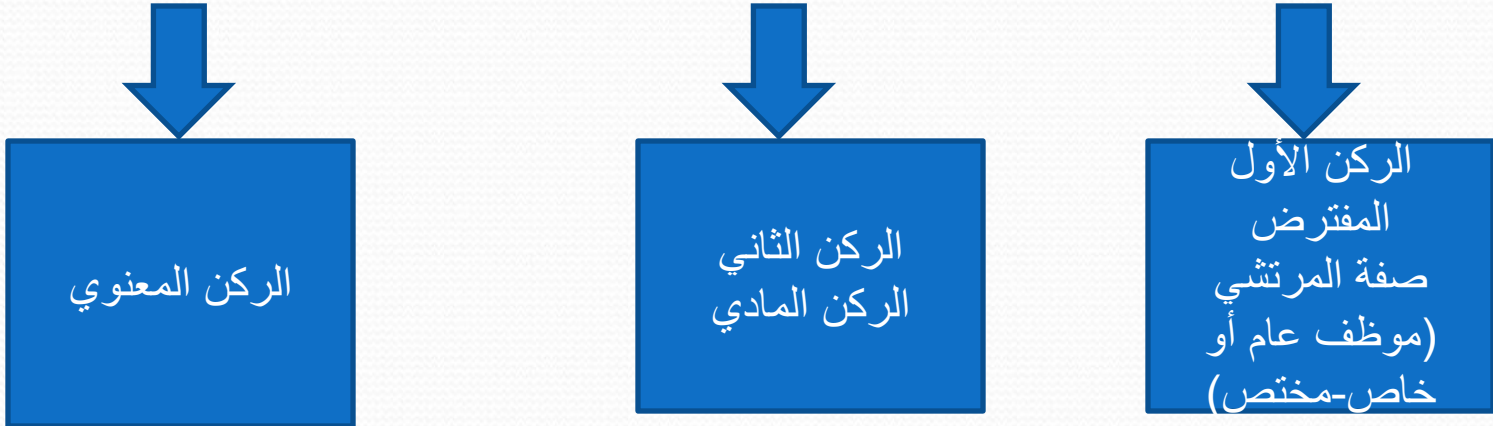 الركن الأول
المفترض
صفة المرتشي
(موظف عام أو
خاص-مختص)
الركن الثاني
الركن المادي
الركن المعنوي